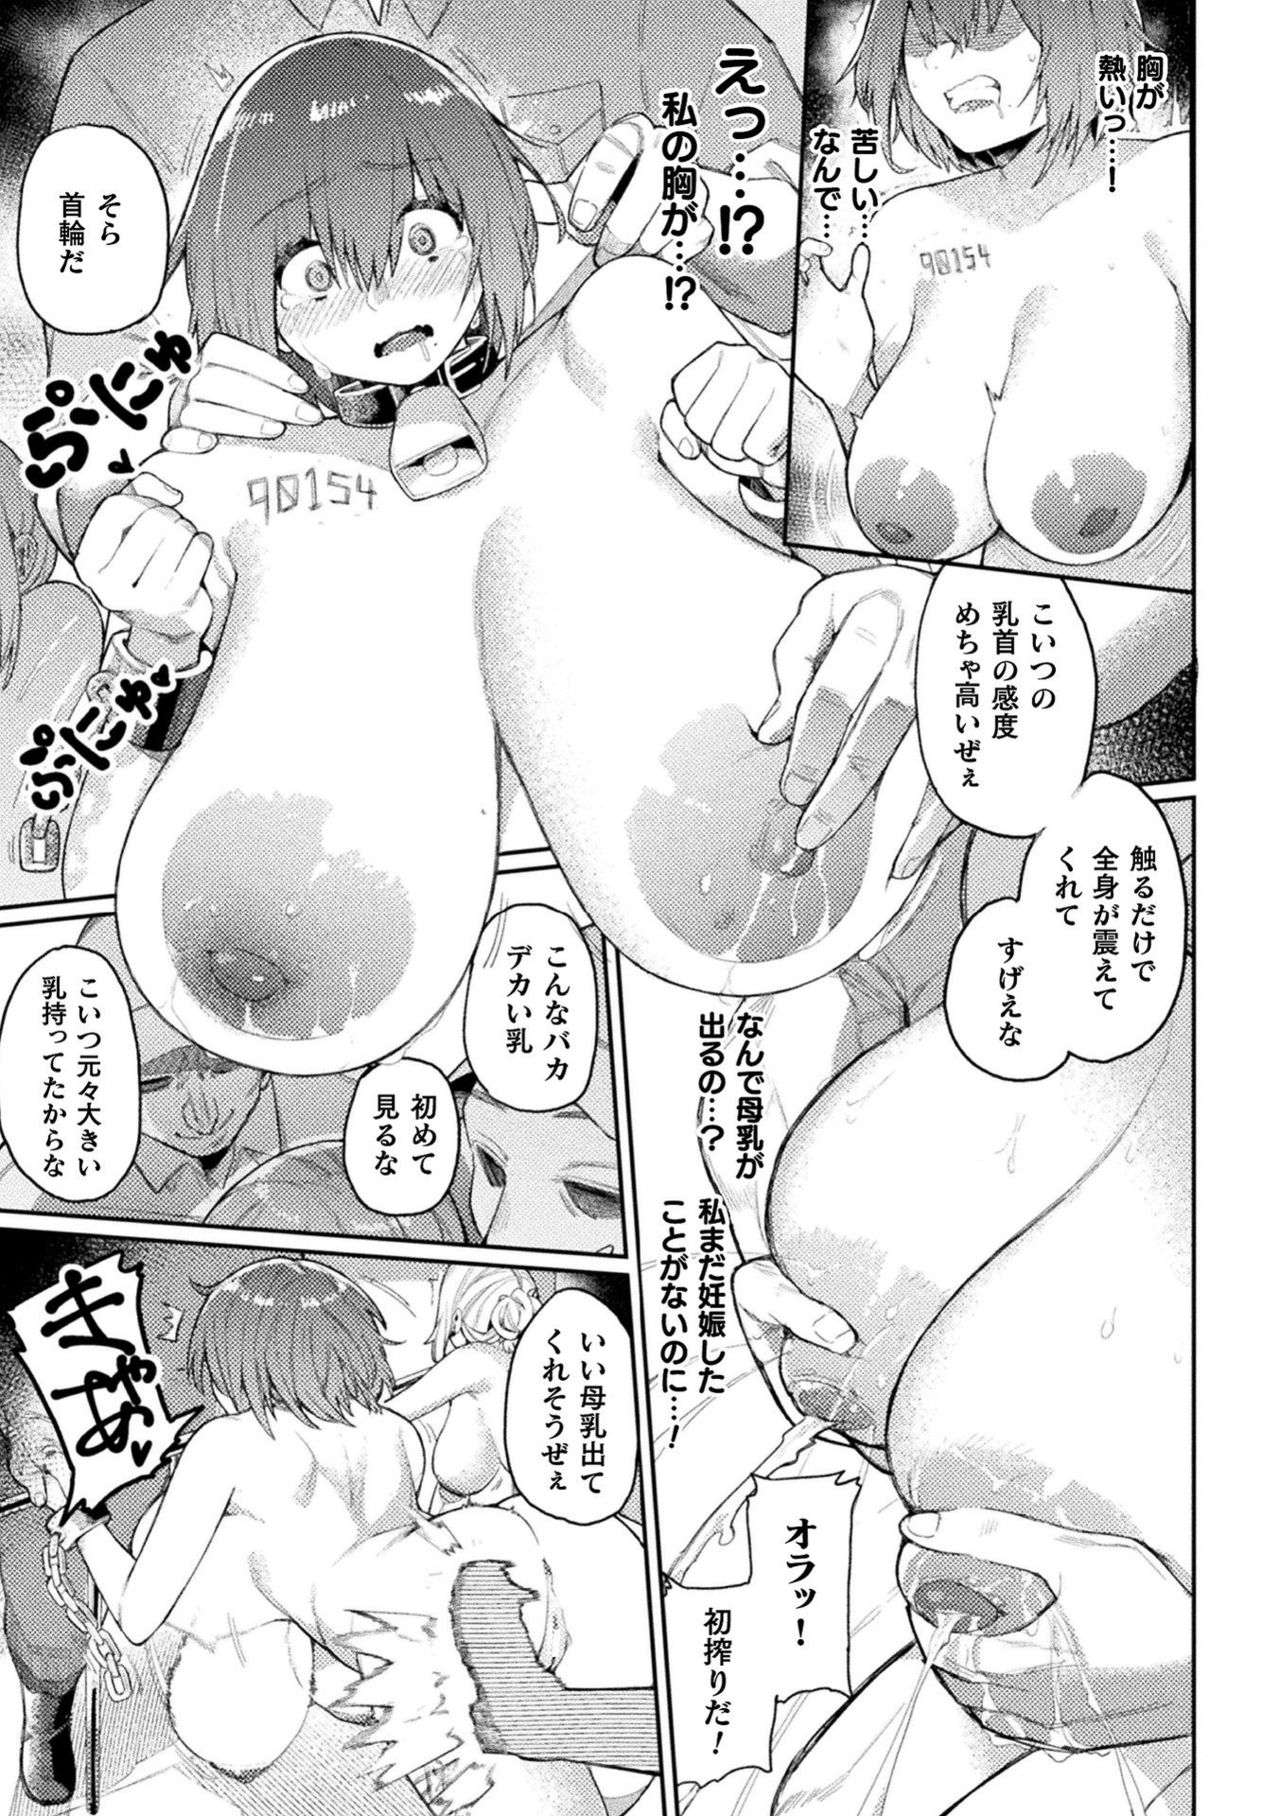 胸が
熱いっ…！
苦しい…
なんで…
90154
えっ…⁉
私の胸が…⁉
そら
首輪だ
ぷにゅ
90154
ぷにゅ
こいつの
乳首の感度
めちゃ高いぜぇ
触るだけで
全身が震えて
くれて
すげえな
こんなバカ
デカい乳
初めて
見るな
こいつ元々大きい
乳持ってたからな
なんで母乳が
出るの…？
私まだ妊娠した
ことがないのに…！
オラッ！
初搾りだ！
いい母乳出て
くれそうぜぇ
きゃあ